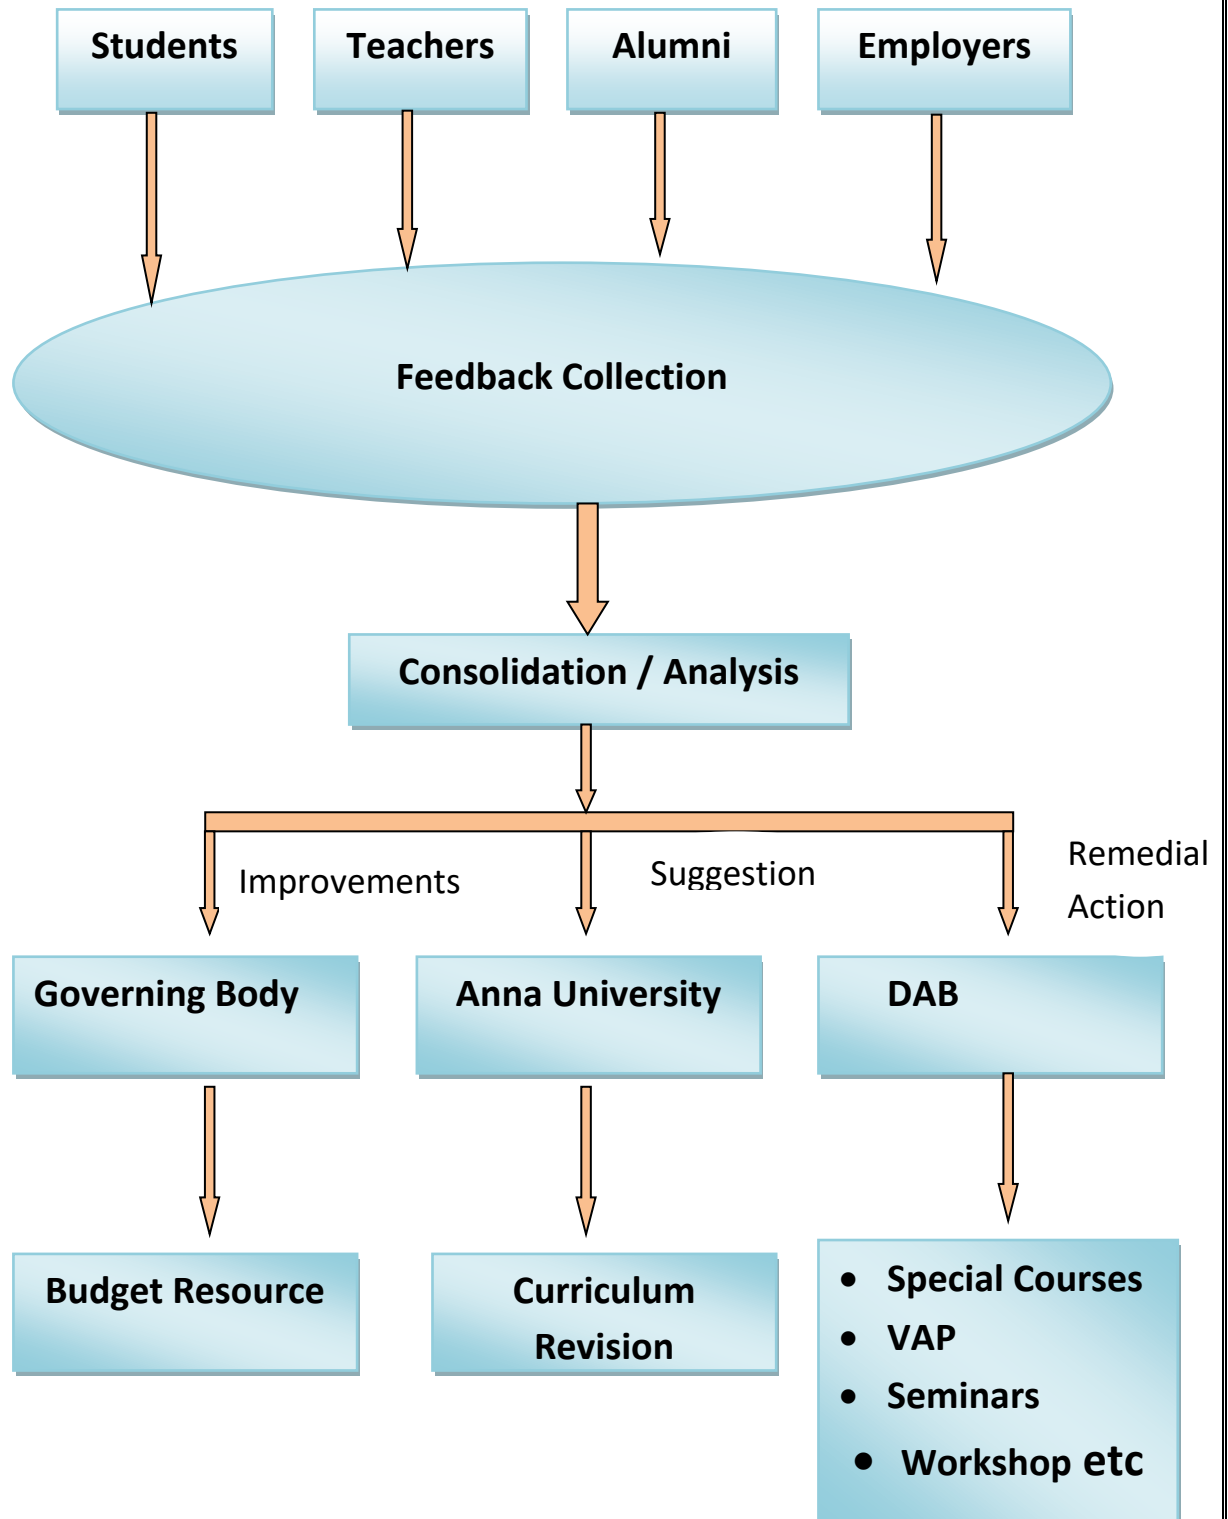 Students
Teachers
Alumni
Employers
Feedback Collection
Consolidation / Analysis
Improvements
Suggestion
Remedial
Action
Governing Body
Anna University
DAB
Budget Resource
Curriculum
Revision
• Special Courses
• VAP
• Seminars
• Workshop etc